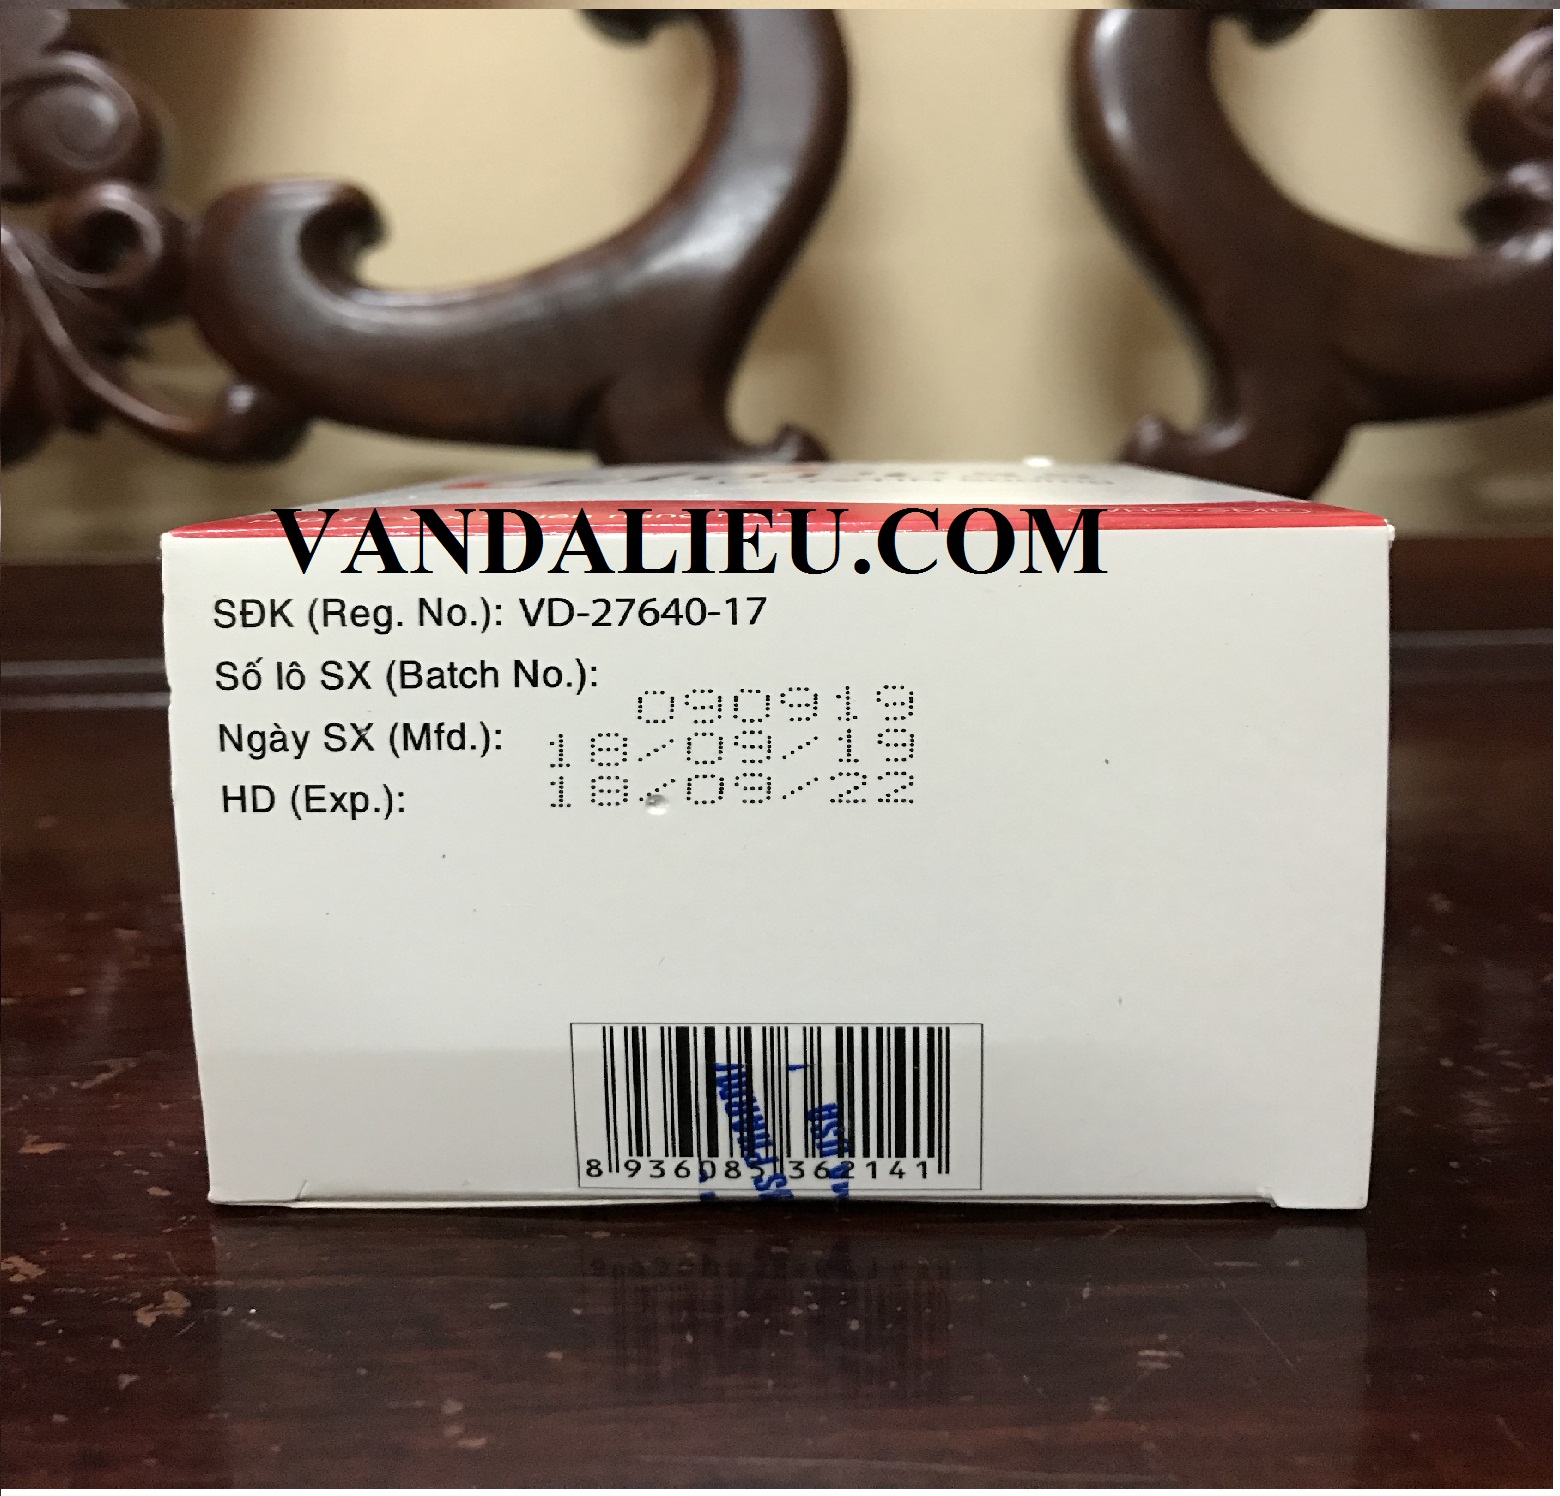 VANDALIEU.COM
SĐK (Reg. No.): VD-27640-17
Số lô SX (Batch No.): 090919
Ngày SX (Mfd.): 18/09/19
HD (Exp.): 18/09/22
8 936085 362141